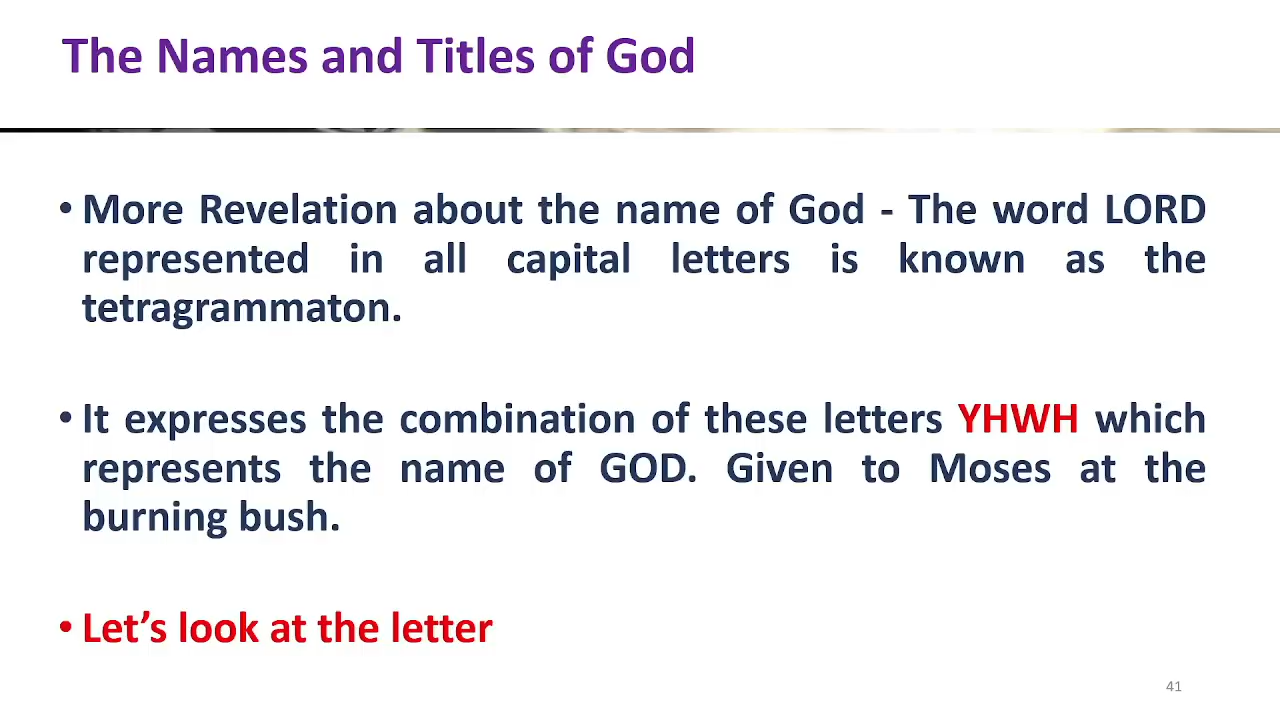 The Names and Titles of God
• More Revelation about the name of God - The word LORD
represented in all capital letters is known as the
tetragrammaton.
• It expresses the combination of these letters YHWH which
represents the name of GOD. Given to Moses at the
burning bush.
• Let’s look at the letter
41